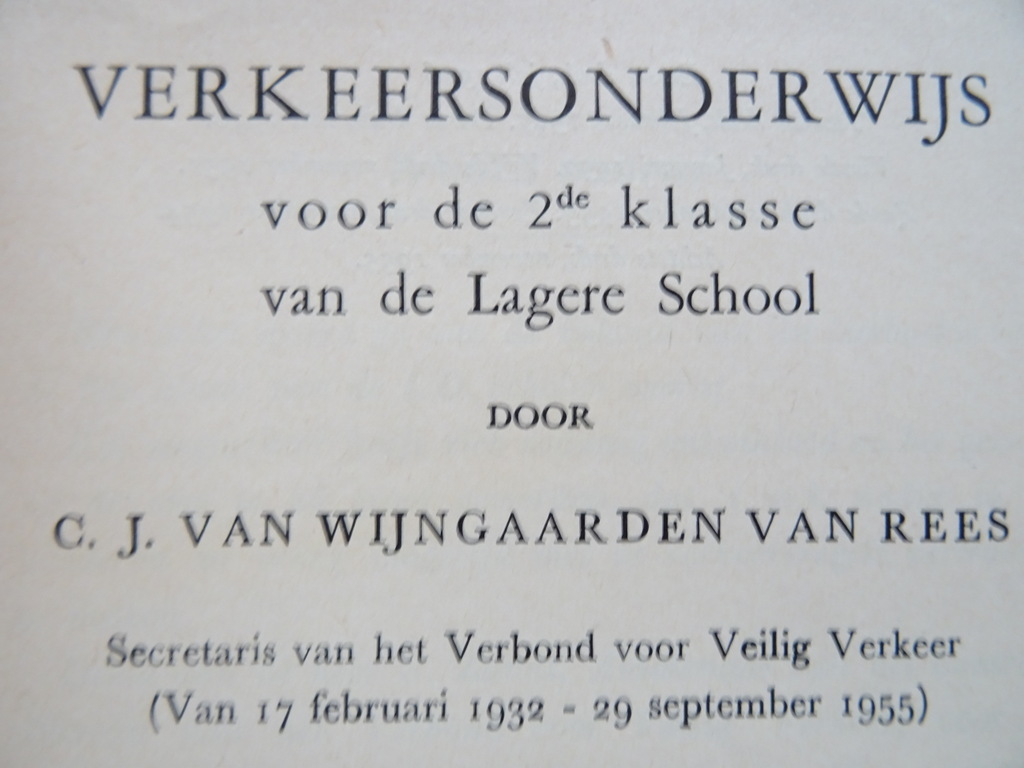 VERKEERSONDERWIJS
voor de 2de klasse
van de Lagere School
DOOR
C. J. VAN WIJNGAARDEN VAN REES
Secretaris van het Verbond voor Veilig Verkeer
(Van 17 februari 1932 - 29 september 1955)